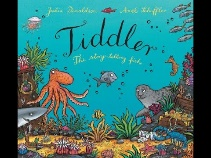 Julia Donaldson Axel Scheffler
Tiddler
The story-telling fish